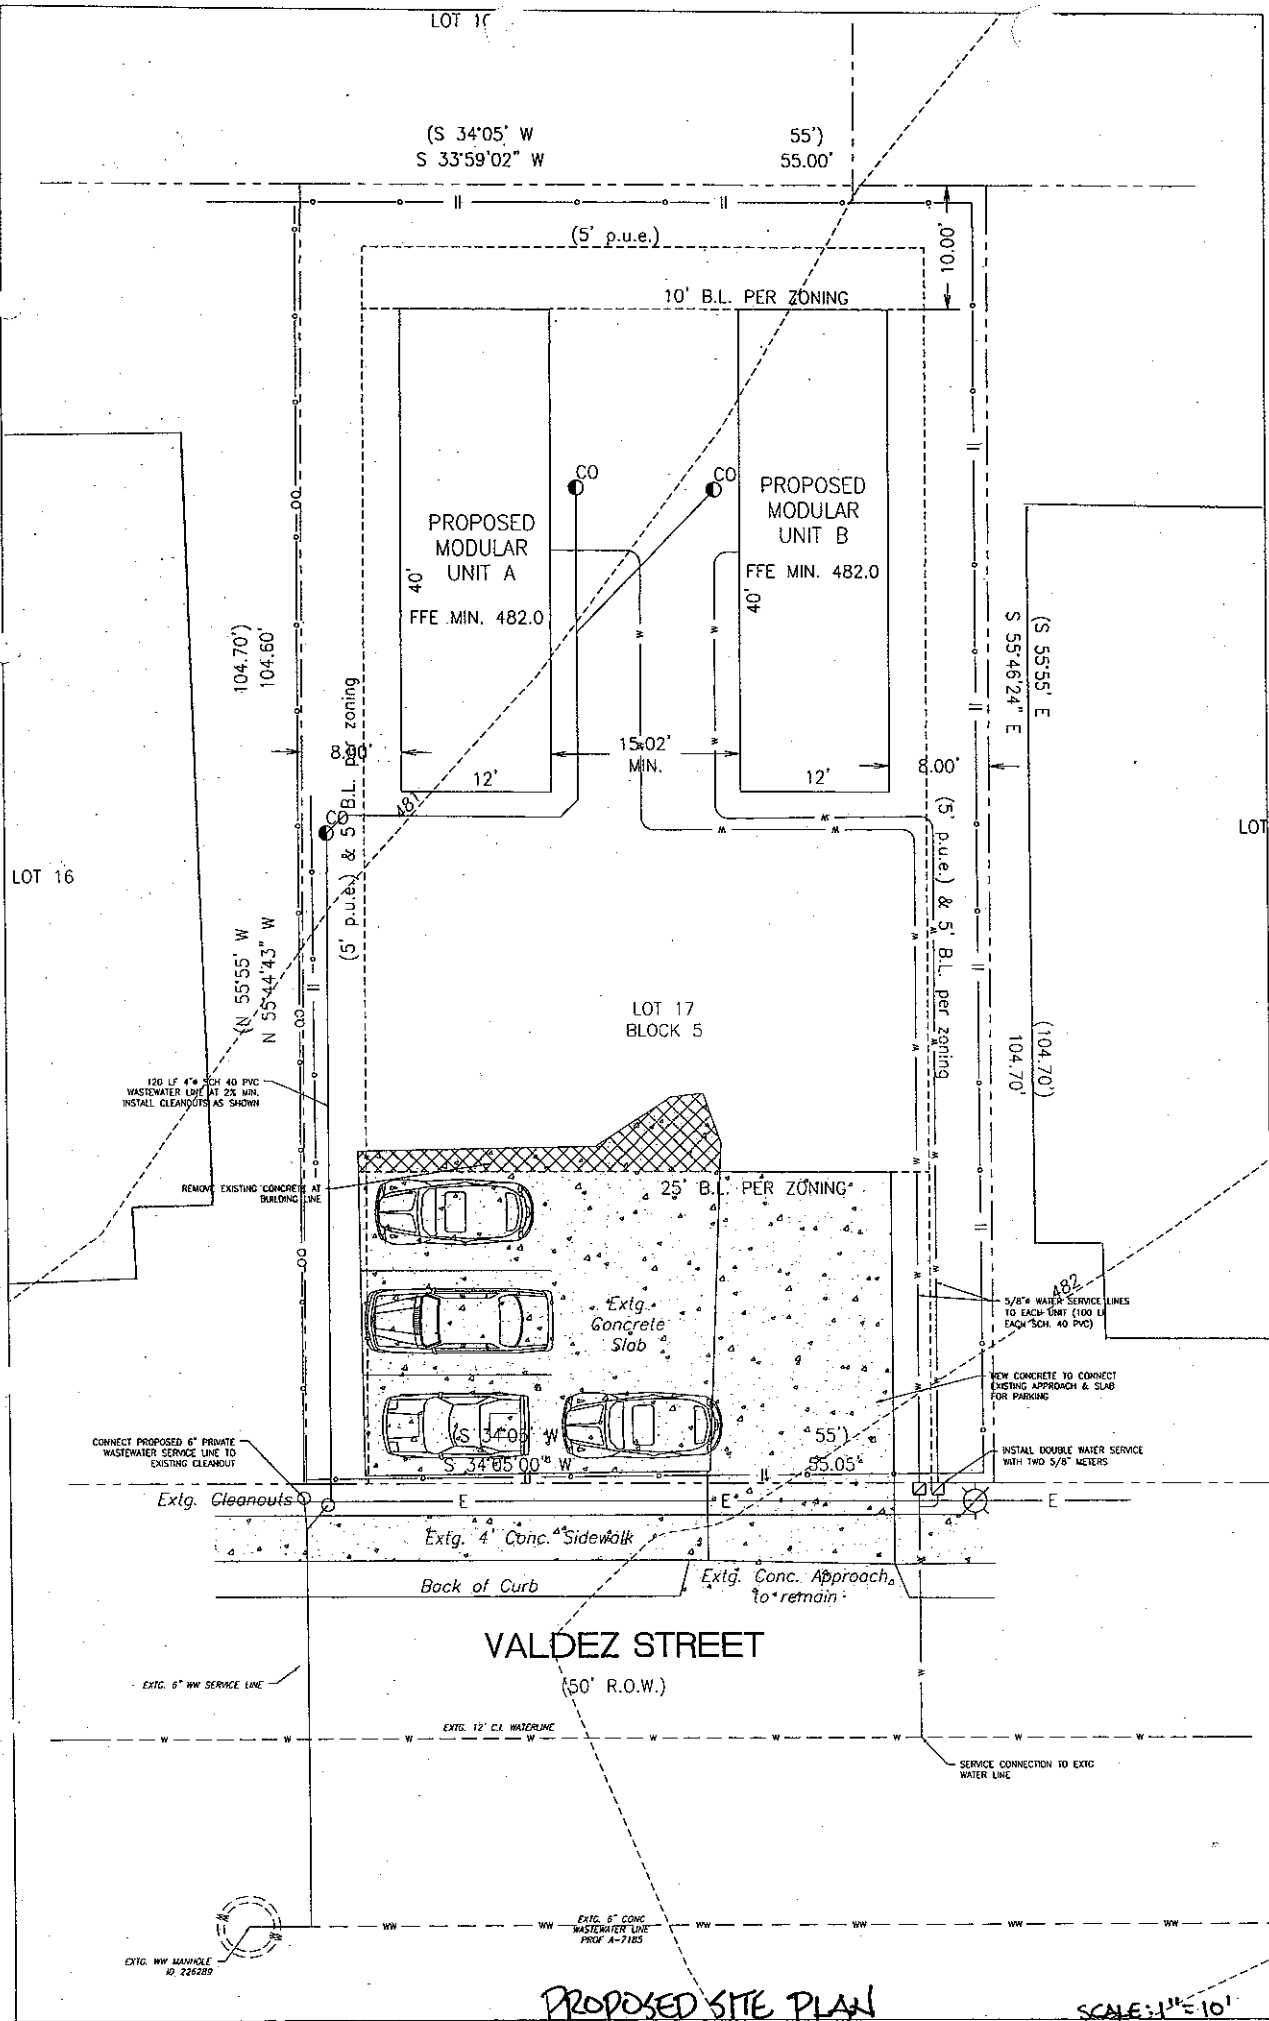 LOT 1
(S 34°05' W 55')
S 33°59'02" W 55.00'
(5' p.u.e.)
10.00'
10' B.L. PER ZONING
CO
CO
PROPOSED
MODULAR
UNIT A
FFE MIN. 482.0
40'
PROPOSED
MODULAR
UNIT B
FFE MIN. 482.0
40'
104.70')
104.60'
(S 55°55' E
S 55°46'24" E
8.00'
12'
15.02'
MIN.
12'
8.00'
481
CO
(5' p.u.e.) & 5' B.L. per zoning
(5' p.u.e.) & 5' B.L. per zoning
LOT 16
LOT
(N 55°55' W
N 55°44'43" W
LOT 17
BLOCK 5
(104.70')
104.70'
120 LF 4"ø SCH 40 PVC
WASTEWATER LINE AT 2% MIN.
INSTALL CLEANOUTS AS SHOWN
REMOVE EXISTING CONCRETE AT
BUILDING LINE
25' B.L. PER ZONING
482
5/8"ø WATER SERVICE LINES
TO EACH UNIT (100 LF
EACH SCH. 40 PVC)
Extg.
Concrete
Slab
NEW CONCRETE TO CONNECT
EXISTING APPROACH & SLAB
FOR PARKING
CONNECT PROPOSED 6" PRIVATE
WASTEWATER SERVICE LINE TO
EXISTING CLEANOUT
(S 34°05' W 55')
S 34°05'00" W 55.05'
INSTALL DOUBLE WATER SERVICE
WITH TWO 5/8" METERS
Extg. Cleanouts
E E E
Extg. 4' Conc. Sidewalk
Back of Curb
Extg. Conc. Approach
to remain
VALDEZ STREET
(50' R.O.W.)
EXTG. 6" WW SERVICE LINE
EXTG. 12" C.I. WATERLINE
W W W W W W W W W
SERVICE CONNECTION TO EXTG
WATER LINE
EXTG. 6" CONC
WASTEWATER LINE
PROF A-7185
WW WW WW WW WW WW
EXTG. WW MANHOLE
ID 226289
PROPOSED SITE PLAN
SCALE: 1"=10'